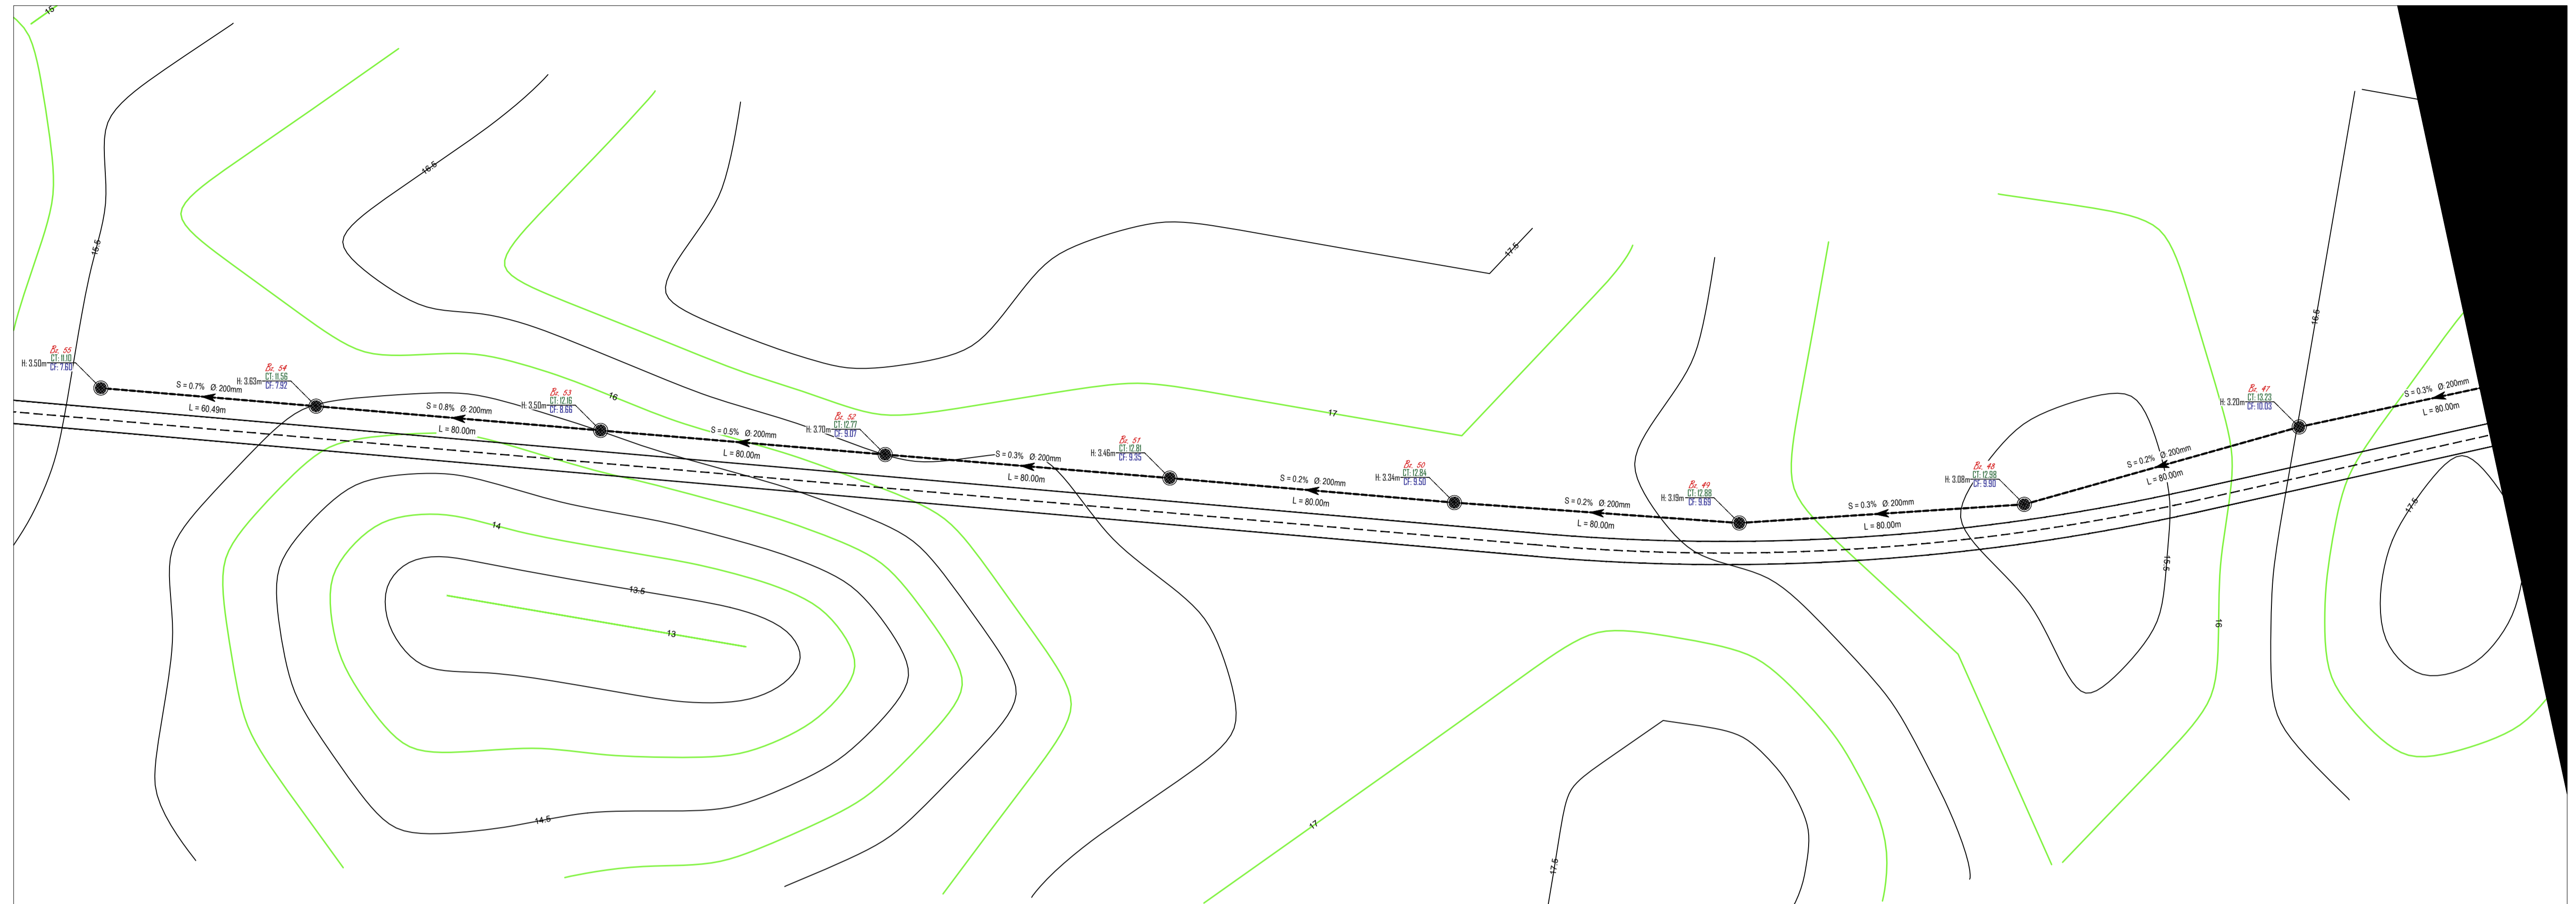 15
15.5
16.5
17.5
16.5
Bz. 55
CT: 11.10
H: 3.50m
CF: 7.60
S = 0.7% Ø: 200mm
L = 60.49m
Bz. 54
CT: 11.56
H: 3.63m
CF: 7.92
S = 0.8% Ø: 200mm
L = 80.00m
Bz. 53
CT: 12.16
H: 3.50m
CF: 8.66
16
S = 0.5% Ø: 200mm
L = 80.00m
Bz. 52
CT: 12.77
H: 3.70m
CF: 9.07
S = 0.3% Ø: 200mm
L = 80.00m
Bz. 51
CT: 12.81
H: 3.46m
CF: 9.35
17
S = 0.2% Ø: 200mm
L = 80.00m
Bz. 50
CT: 12.84
H: 3.34m
CF: 9.50
S = 0.2% Ø: 200mm
L = 80.00m
Bz. 49
CT: 12.88
H: 3.19m
CF: 9.69
S = 0.3% Ø: 200mm
L = 80.00m
Bz. 48
CT: 12.98
H: 3.08m
CF: 9.90
S = 0.2% Ø: 200mm
L = 80.00m
Bz. 47
CT: 13.23
H: 3.20m
CF: 10.03
S = 0.3% Ø: 200mm
L = 80.00m
17.5
14
15.5
13.5
16
13
14.5
17
17.5